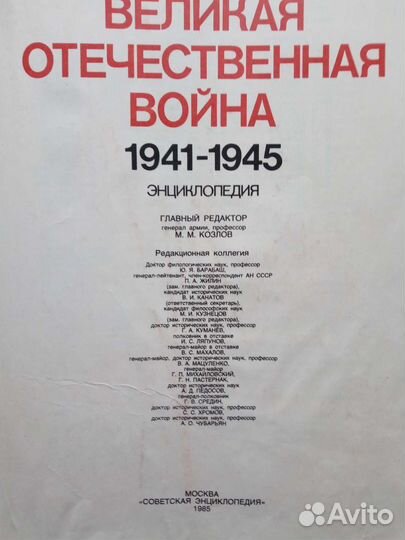 ВЕЛИКАЯ
ОТЕЧЕСТВЕННАЯ
ВОЙНА
1941-1945
ЭНЦИКЛОПЕДИЯ
ГЛАВНЫЙ РЕДАКТОР
генерал армии, профессор
М. М. КОЗЛОВ
Редакционная коллегия
Доктор филологических наук, профессор
Ю. Я. БАРАБАШ,
генерал-лейтенант, член-корреспондент АН СССР
П. А. ЖИЛИН
(зам. главного редактора),
кандидат исторических наук
В. И. КАНАТОВ
(ответственный секретарь),
кандидат философских наук
М. И. КУЗНЕЦОВ
(зам. главного редактора),
доктор исторических наук, профессор
Г. А. КУМАНЁВ,
полковник в отставке
И. С. ЛЯПУНОВ,
генерал-майор в отставке
В. С. МАХАЛОВ,
генерал-майор, доктор исторических наук, профессор
В. А. МАЦУЛЕНКО,
генерал-майор
Г. П. МИХАЙЛОВСКИЙ,
Г. Н. ПАСТЕРНАК,
доктор исторических наук
А. Д. ПЕДОСОВ,
генерал-полковник
Г. В. СРЕДИН,
доктор исторических наук, профессор
С. С. ХРОМОВ,
доктор исторических наук, профессор
А. О. ЧУБАРЬЯН
МОСКВА
«СОВЕТСКАЯ ЭНЦИКЛОПЕДИЯ»
1985
Avito